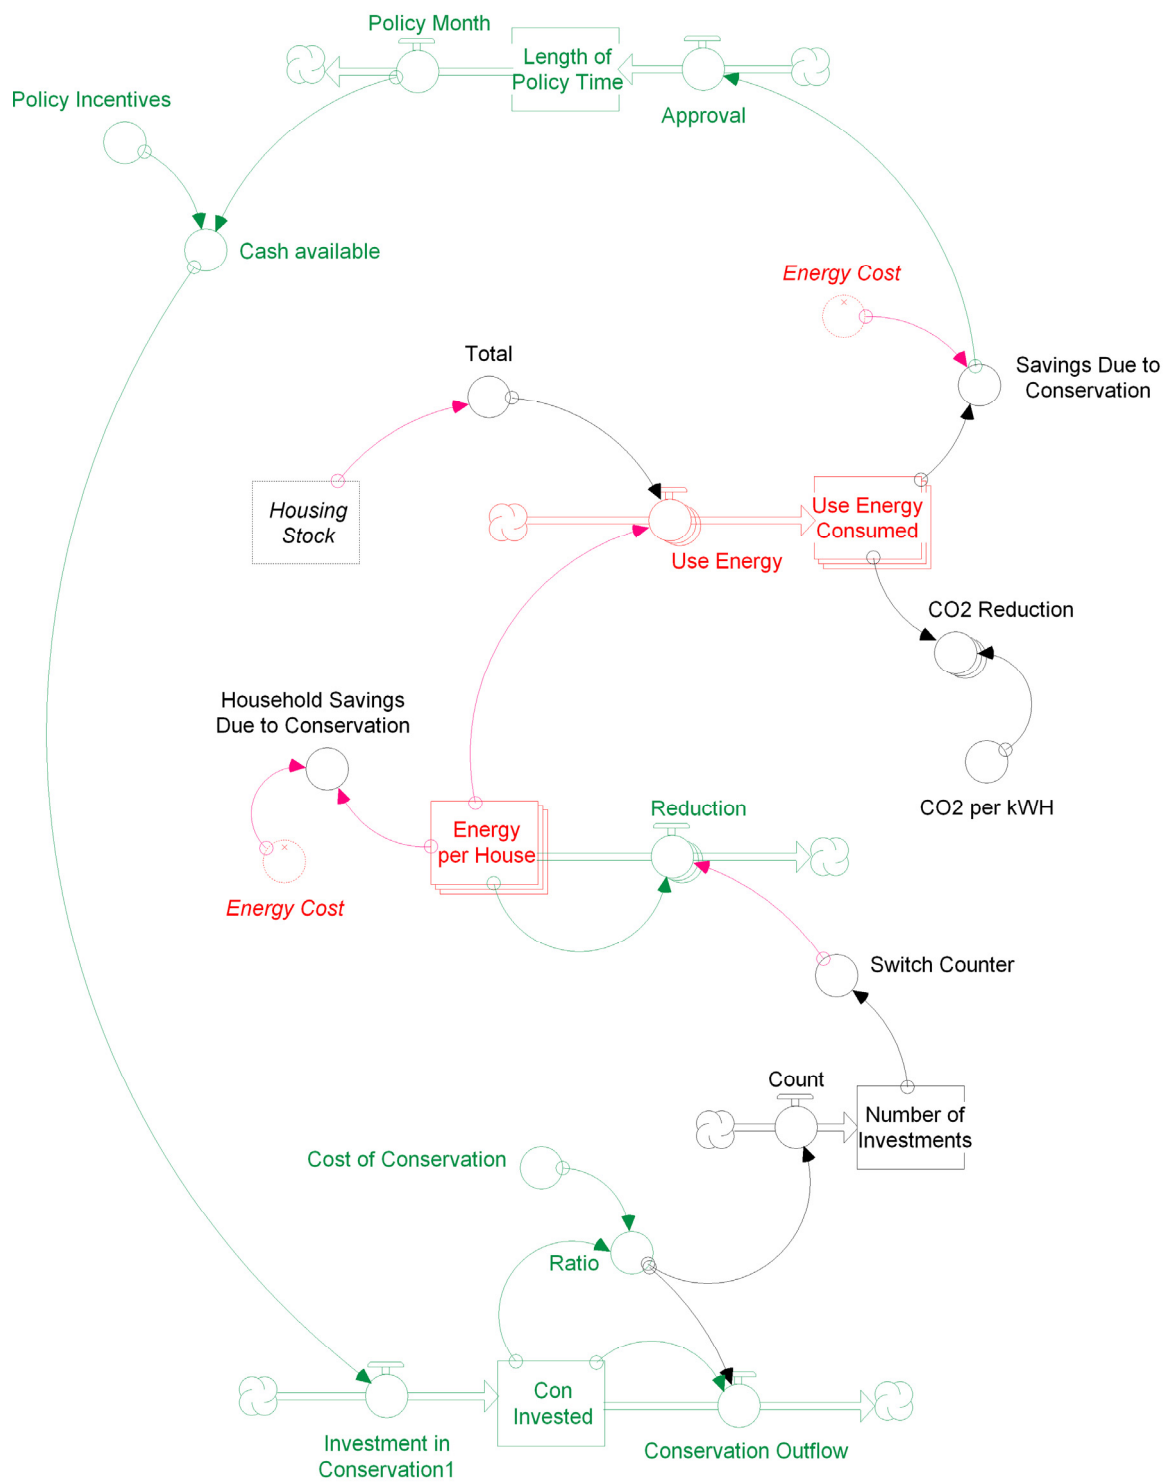 Policy Month
Length of
Policy Time
Approval
Policy Incentives
Cash available
Energy Cost
Total
Savings Due to
Conservation
Housing
Stock
Use Energy
Consumed
Use Energy
CO2 Reduction
Household Savings
Due to Conservation
CO2 per kWH
Reduction
Energy
per House
Energy Cost
Switch Counter
Count
Number of
Investments
Cost of Conservation
Ratio
Con
Invested
Investment in
Conservation1
Conservation Outflow